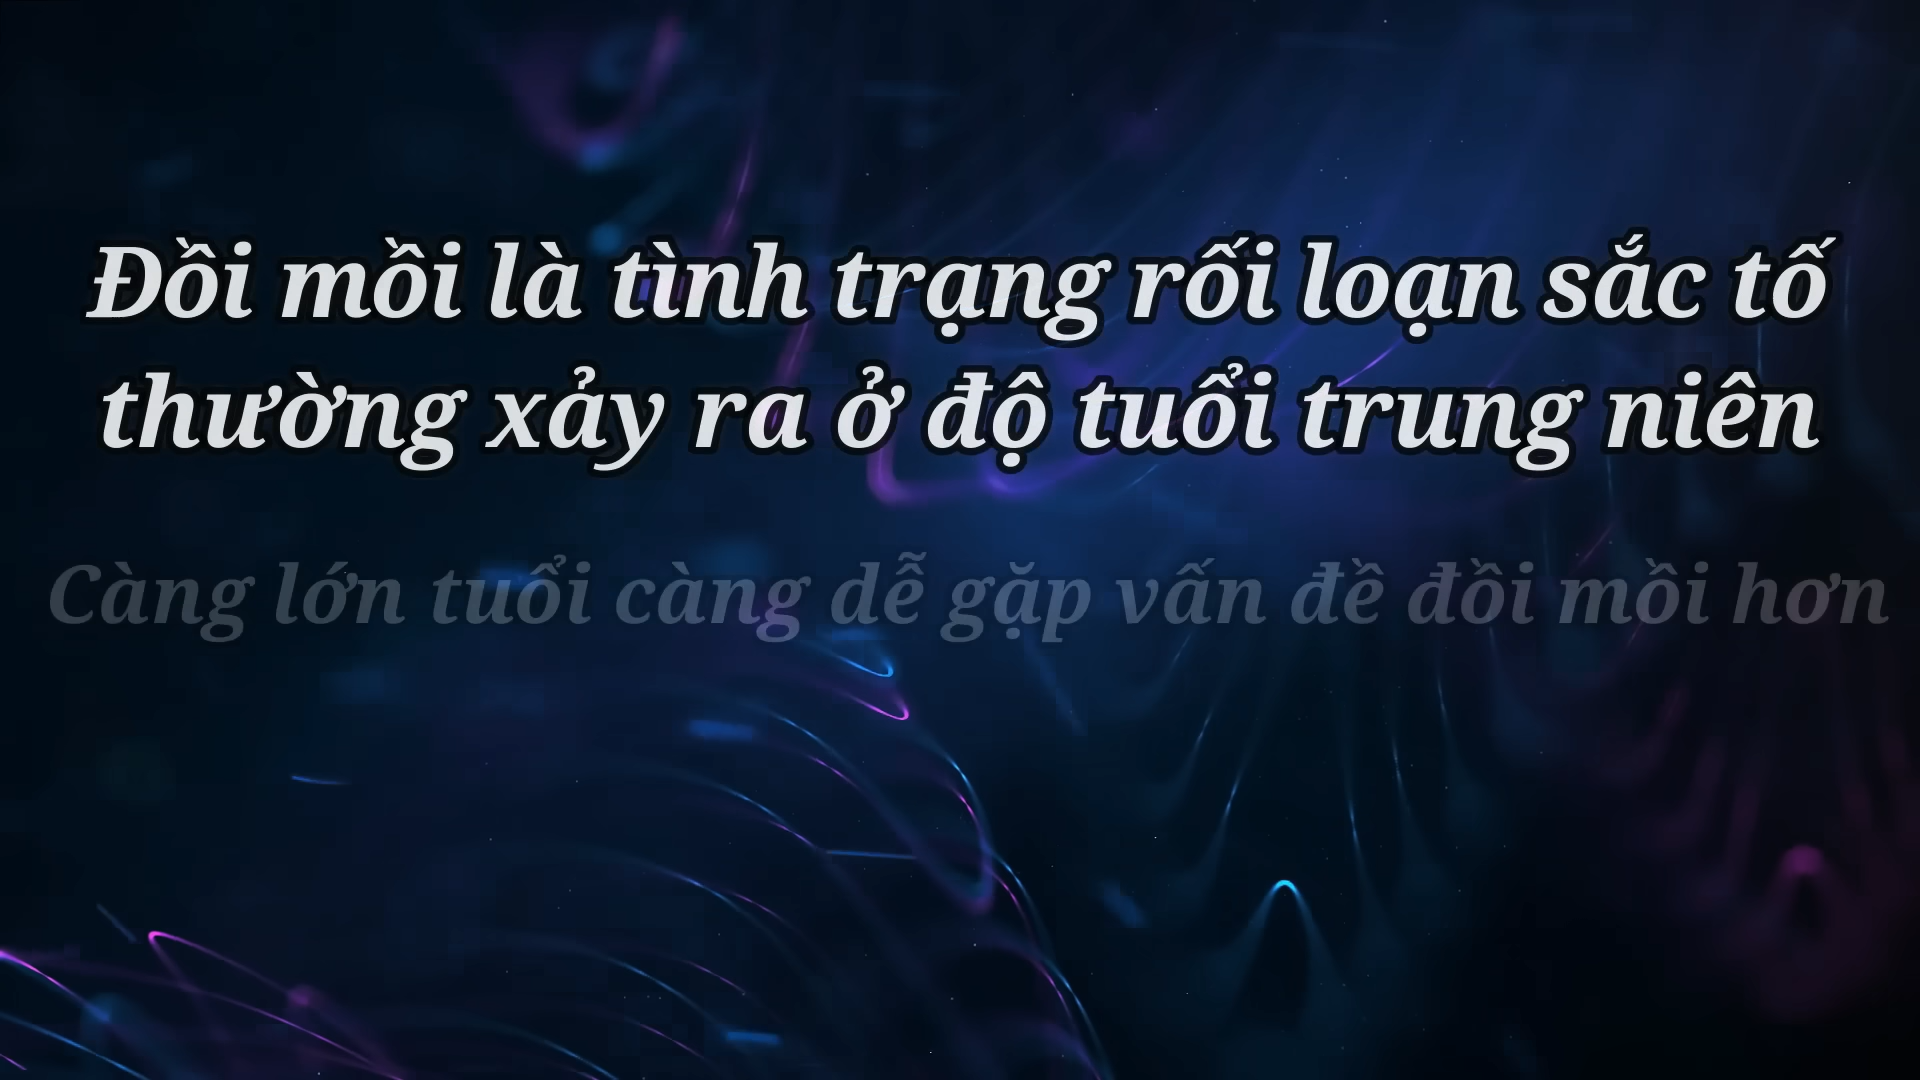 Đồi mồi là tình trạng rối loạn sắc tố
thường xảy ra ở độ tuổi trung niên
Càng lớn tuổi càng dễ gặp vấn đề đồi mồi hơn